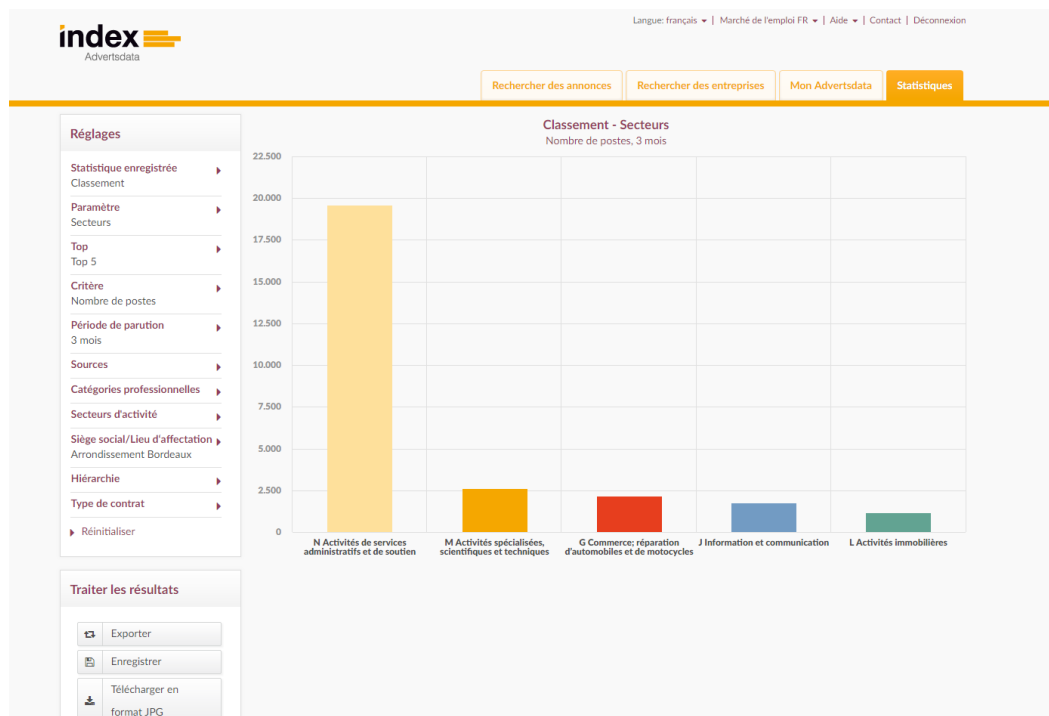 index
Advertsdata
Langue: français | Marché de l'emploi FR | Aide | Contact | Déconnexion
Rechercher des annonces
Rechercher des entreprises
Mon Advertsdata
Statistiques
Réglages
Statistique enregistrée
Classement
Paramètre
Secteurs
Top
Top 5
Critère
Nombre de postes
Période de parution
3 mois
Sources
Catégories professionnelles
Secteurs d'activité
Siège social/Lieu d'affectation
Arrondissement Bordeaux
Hiérarchie
Type de contrat
Réinitialiser
Traiter les résultats
Exporter
Enregistrer
Télécharger en
format JPG
Classement - Secteurs
Nombre de postes, 3 mois
22.500
20.000
17.500
15.000
12.500
10.000
7.500
5.000
2.500
0
N Activités de services
administratifs et de soutien
M Activités spécialisées,
scientifiques et techniques
G Commerce; réparation
d'automobiles et de motocycles
J Information et communication
L Activités immobilières